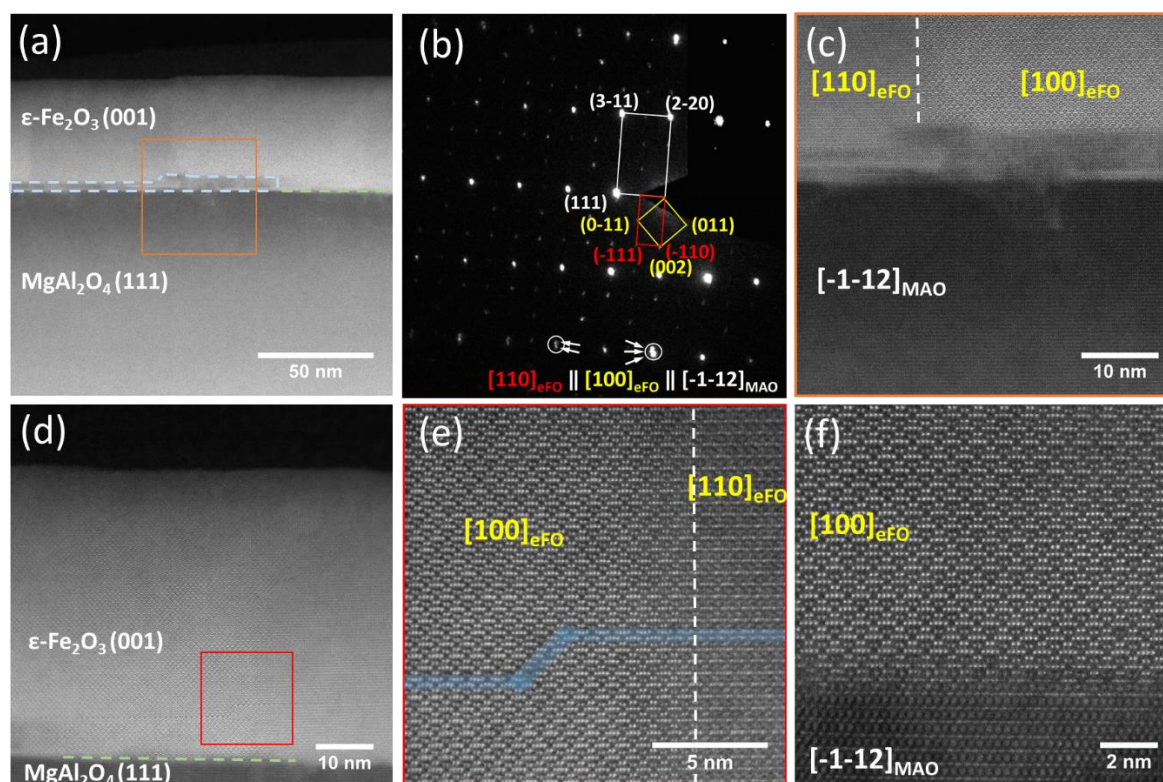 (a)
ε-Fe₂O₃ (001)
MgAl₂O₄ (111)
50 nm
(b)
(3-11)
(2-20)
(111)
(0-11)
(011)
(-111)
(-110)
(002)
[110]eFO || [100]eFO || [-1-12]MAO
(c)
[110]eFO
[100]eFO
[-1-12]MAO
10 nm
(d)
ε-Fe₂O₃ (001)
10 nm
MgAl₂O₄ (111)
(e)
[110]eFO
[100]eFO
5 nm
(f)
[100]eFO
[-1-12]MAO
2 nm